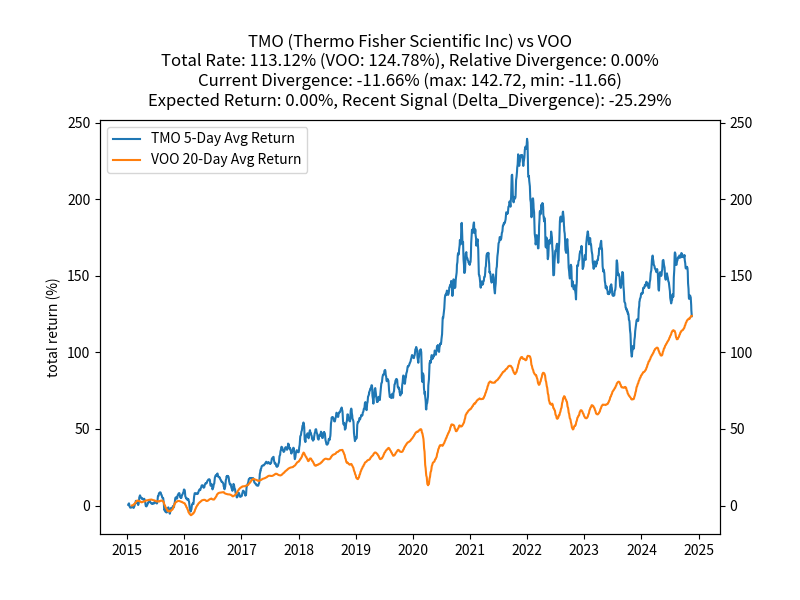 TMO (Thermo Fisher Scientific Inc) vs VOO
Total Rate: 113.12% (VOO: 124.78%), Relative Divergence: 0.00%
Current Divergence: -11.66% (max: 142.72, min: -11.66)
Expected Return: 0.00%, Recent Signal (Delta_Divergence): -25.29%
TMO 5-Day Avg Return
VOO 20-Day Avg Return
total return (%)
250
200
150
100
50
0
250
200
150
100
50
0
2015 2016 2017 2018 2019 2020 2021 2022 2023 2024 2025